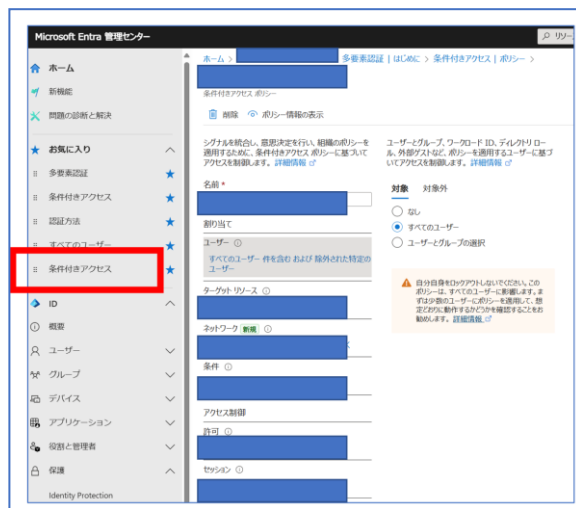 Microsoft Entra 管理センター
リソー
ホーム
新機能
問題の診断と解決
お気に入り
多要素認証
条件付きアクセス
認証方法
すべてのユーザー
条件付きアクセス
ID
概要
ユーザー
グループ
デバイス
アプリケーション
役割と管理者
保護
Identity Protection
ホーム >
多要素認証 | はじめに > 条件付きアクセス | ポリシー >
条件付きアクセス ポリシー
削除 ポリシー情報の表示
シグナルを統合し、意思決定を行い、組織のポリシーを
適用するために、条件付きアクセス ポリシーに基づいて
アクセスを制御します。 詳細情報
名前 *
割り当て
ユーザー
すべてのユーザー 件を含む および 除外された特定の
ユーザー
ターゲット リソース
ネットワーク 新規
条件
アクセス制御
許可
セッション
ユーザーとグループ、ワークロード ID、ディレクトリ ロー
ル、外部ゲストなど、ポリシーを適用するユーザーに基づ
いてアクセスを制御します。 詳細情報
対象 対象外
なし
すべてのユーザー
ユーザーとグループの選択
自分自身をロックアウトしないでください。この
ポリシーは、すべてのユーザーに影響します。ま
ずは少数のユーザーにポリシーを適用して、想
定どおりに動作するかどうかを確認することをお
勧めします。 詳細情報